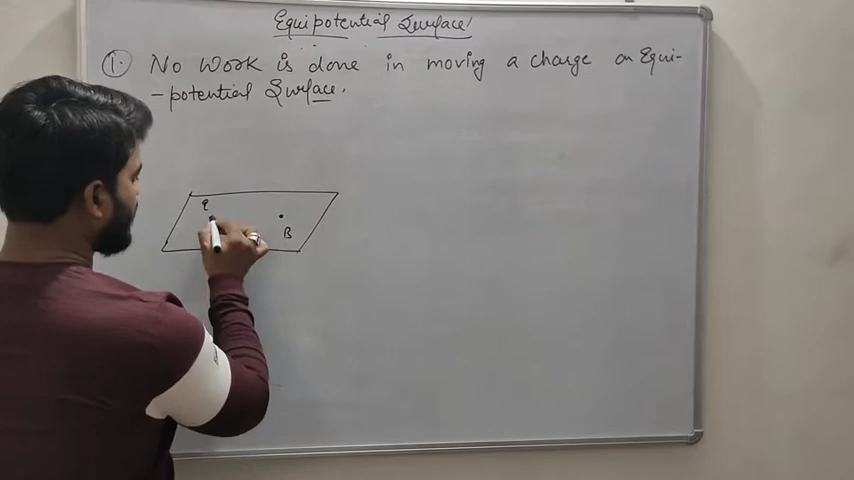 Equipotential Surface
1. No Work is done in moving a charge on Equi-
-potential Surface.
q
B